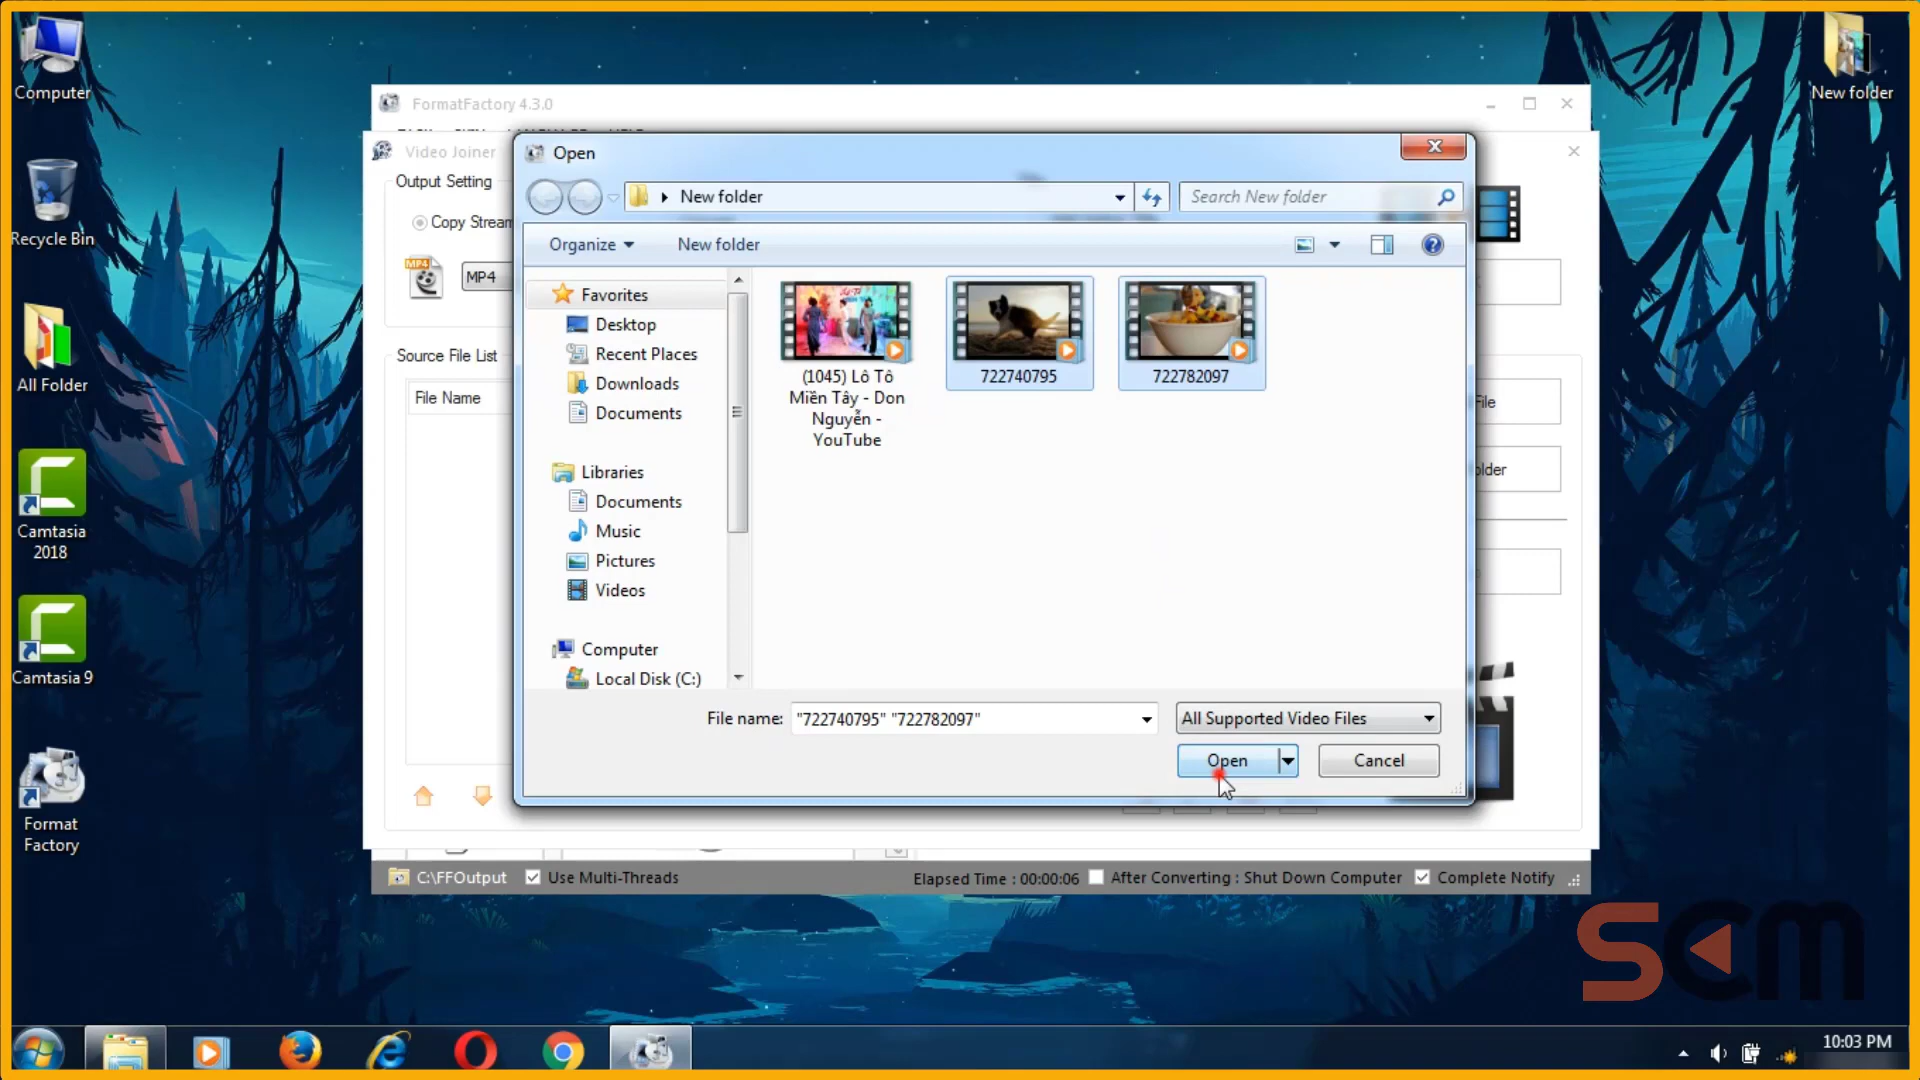 Computer
Recycle Bin
All Folder
Camtasia
2018
Camtasia 9
Format
Factory
New folder
FormatFactory 4.3.0
Video Joiner
Output Setting
Copy Stream
MP4
MP4
Source File List
File Name
Open
New folder
Search New folder
Organize
New folder
Favorites
Desktop
Recent Places
Downloads
Documents
Libraries
Documents
Music
Pictures
Videos
Computer
Local Disk (C:)
(1045) Lô Tô
Miền Tây - Don
Nguyễn -
YouTube
722740795
722782097
File name:
"722740795" "722782097"
All Supported Video Files
Open
Cancel
File
older
C:\FFOutput
Use Multi-Threads
Elapsed Time : 00:00:06
After Converting : Shut Down Computer
Complete Notify
SCM
10:03 PM